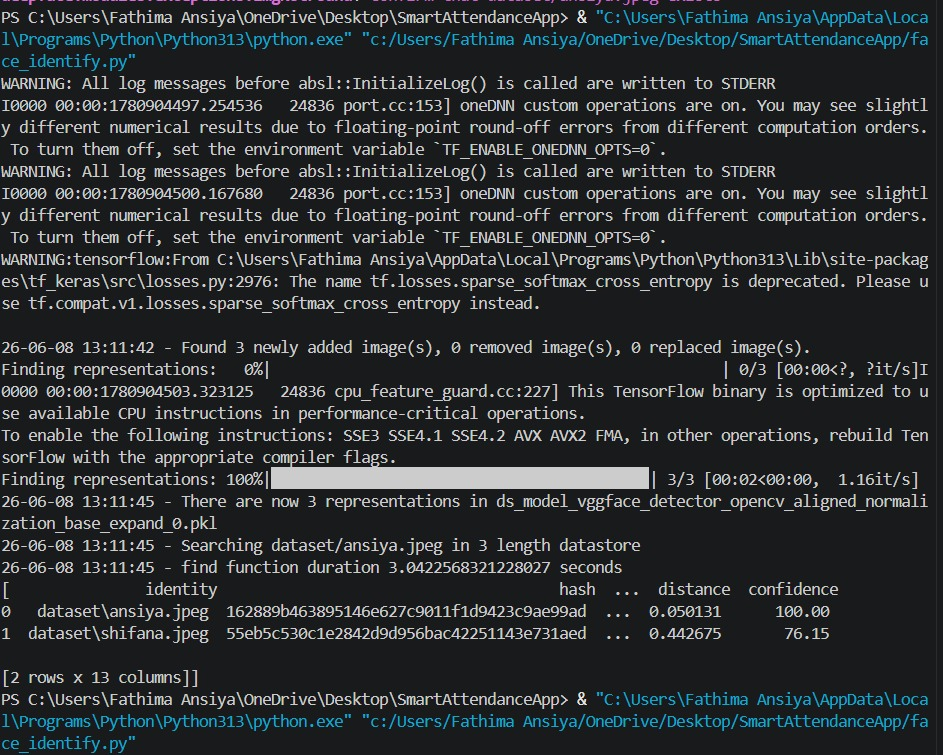 PS C:\Users\Fathima Ansiya\OneDrive\Desktop\SmartAttendanceApp> & "C:\Users\Fathima Ansiya\AppData\Loca
l\Programs\Python\Python313\python.exe" "c:/Users/Fathima Ansiya/OneDrive/Desktop/SmartAttendanceApp/fa
ce_identify.py"
WARNING: All log messages before absl::InitializeLog() is called are written to STDERR
I0000 00:00:1780904497.254536   24836 port.cc:153] oneDNN custom operations are on. You may see slightl
y different numerical results due to floating-point round-off errors from different computation orders.
 To turn them off, set the environment variable `TF_ENABLE_ONEDNN_OPTS=0`.
WARNING: All log messages before absl::InitializeLog() is called are written to STDERR
I0000 00:00:1780904500.167680   24836 port.cc:153] oneDNN custom operations are on. You may see slightl
y different numerical results due to floating-point round-off errors from different computation orders.
 To turn them off, set the environment variable `TF_ENABLE_ONEDNN_OPTS=0`.
WARNING:tensorflow:From C:\Users\Fathima Ansiya\AppData\Local\Programs\Python\Python313\Lib\site-packag
es\tf_keras\src\losses.py:2976: The name tf.losses.sparse_softmax_cross_entropy is deprecated. Please u
se tf.compat.v1.losses.sparse_softmax_cross_entropy instead.
26-06-08 13:11:42 - Found 3 newly added image(s), 0 removed image(s), 0 replaced image(s).
Finding representations:   0%|                                                  | 0/3 [00:00<?, ?it/s]I
0000 00:00:1780904503.323125   24836 cpu_feature_guard.cc:227] This TensorFlow binary is optimized to u
se available CPU instructions in performance-critical operations.
To enable the following instructions: SSE3 SSE4.1 SSE4.2 AVX AVX2 FMA, in other operations, rebuild Ten
sorFlow with the appropriate compiler flags.
Finding representations: 100%|                                          | 3/3 [00:02<00:00,  1.16it/s]
26-06-08 13:11:45 - There are now 3 representations in ds_model_vggface_detector_opencv_aligned_normali
zation_base_expand_0.pkl
26-06-08 13:11:45 - Searching dataset/ansiya.jpeg in 3 length datastore
26-06-08 13:11:45 - find function duration 3.0422568321228027 seconds
[               identity                                      hash  ...  distance  confidence
0   dataset\ansiya.jpeg  162889b463895146e627c9011f1d9423c9ae99ad  ...  0.050131      100.00
1  dataset\shifana.jpeg  55eb5c530c1e2842d9d956bac42251143e731aed  ...  0.442675       76.15
[2 rows x 13 columns]]
PS C:\Users\Fathima Ansiya\OneDrive\Desktop\SmartAttendanceApp> & "C:\Users\Fathima Ansiya\AppData\Loca
l\Programs\Python\Python313\python.exe" "c:/Users/Fathima Ansiya/OneDrive/Desktop/SmartAttendanceApp/fa
ce_identify.py"